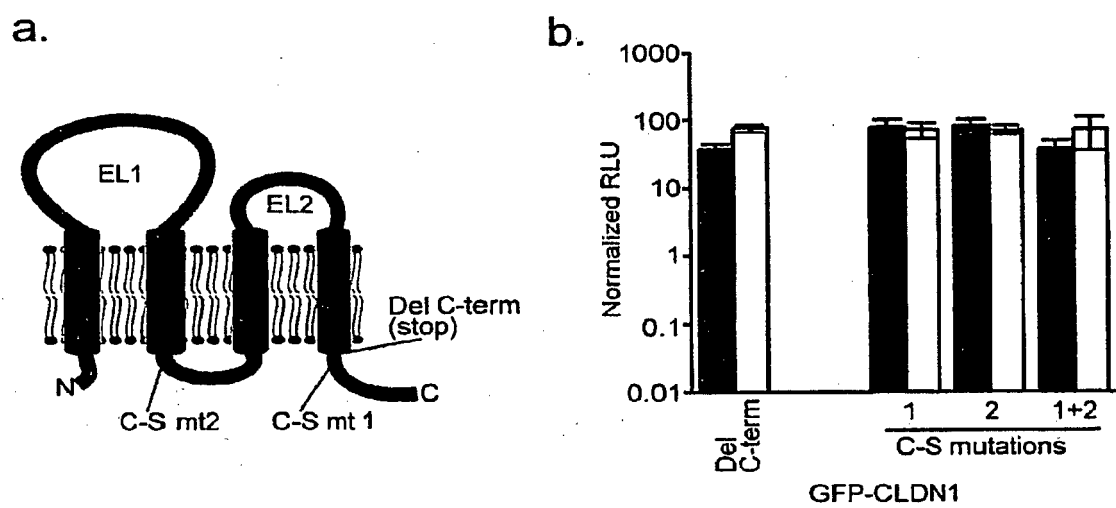 a.
EL1
EL2
Del C-term
(stop)
N
C
C-S mt2
C-S mt 1
b.
Normalized RLU
1000
100
10
1
0.1
0.01
Del
C-term
1
2
1+2
C-S mutations
GFP-CLDN1